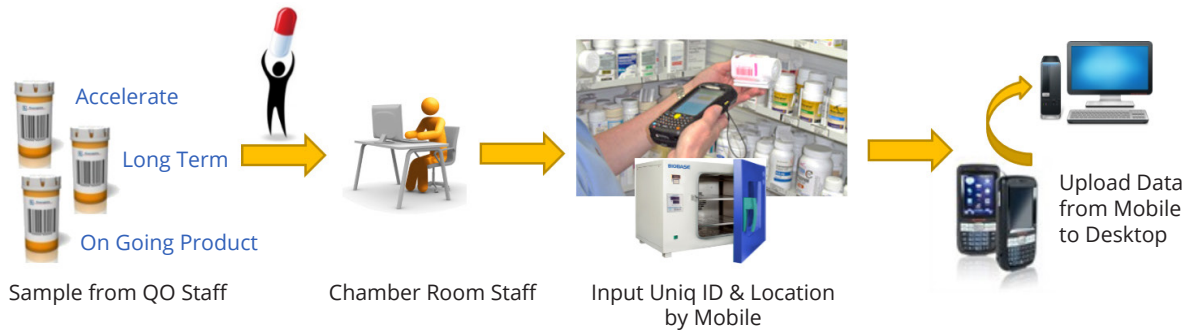 Accelerate
Long Term
On Going Product
Sample from QO Staff
Chamber Room Staff
BIOBASE
Input Uniq ID & Location
by Mobile
Upload Data
from Mobile
to Desktop